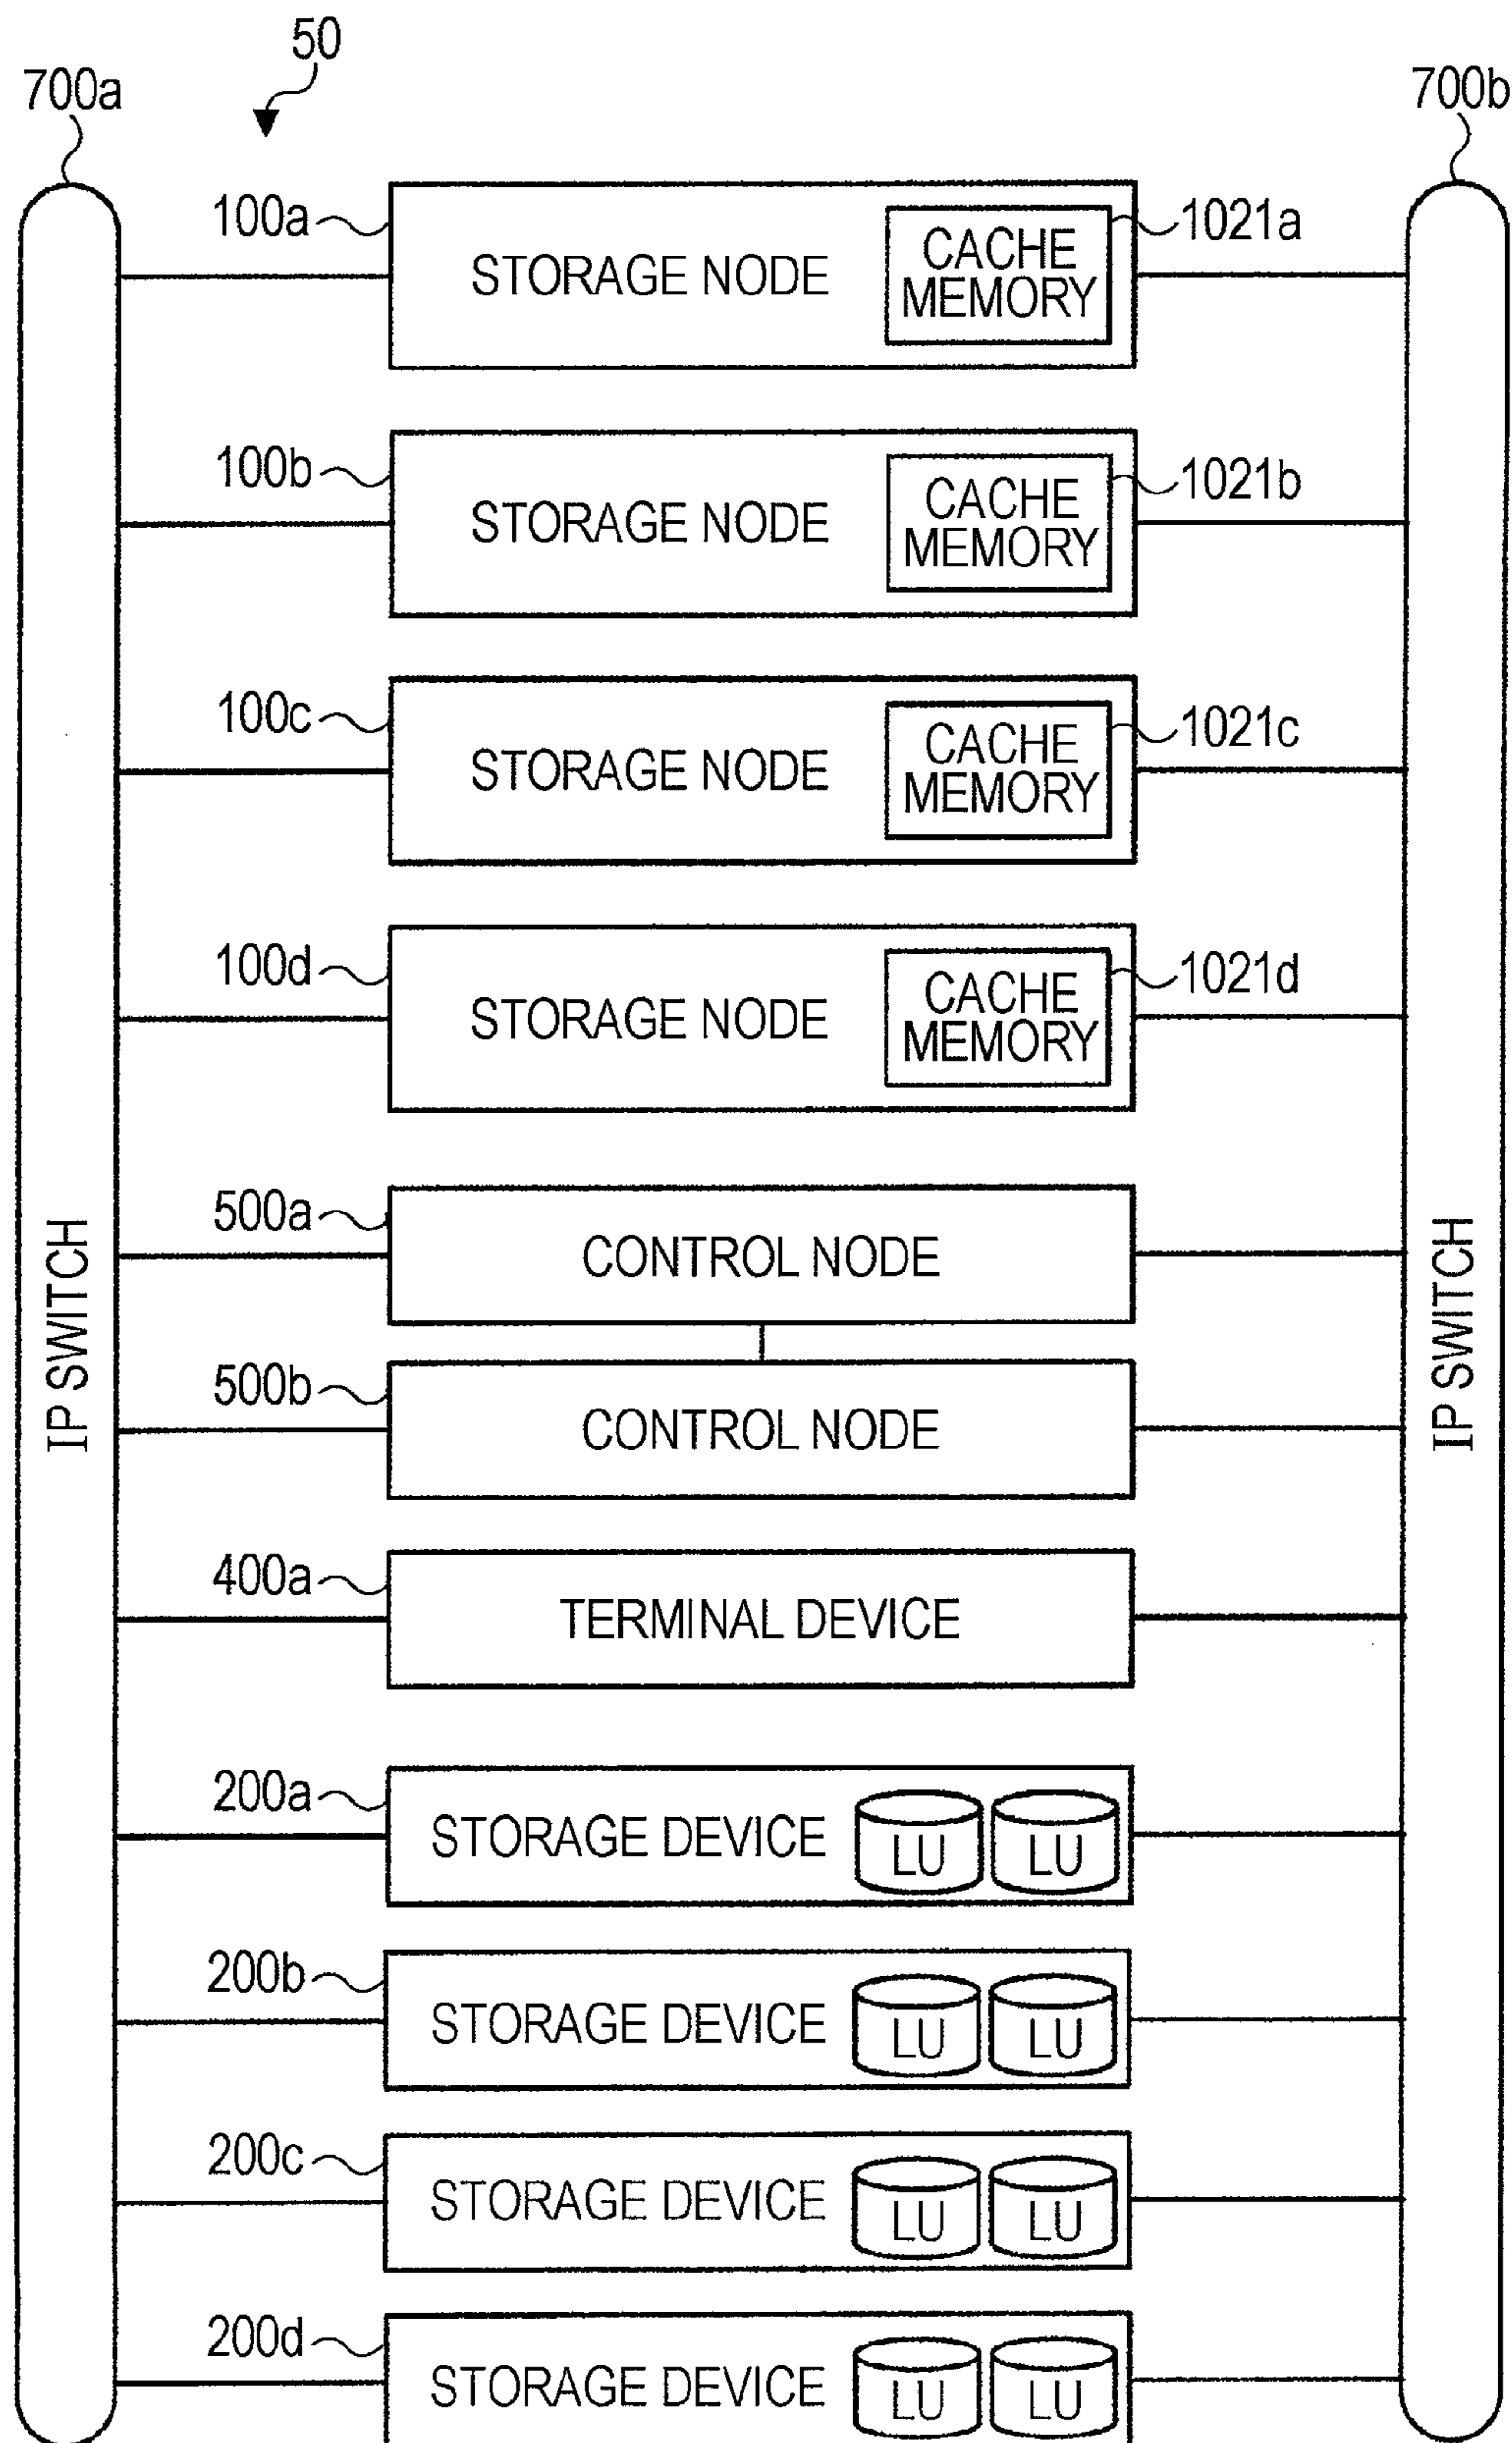 50
700a
700b
100a
STORAGE NODE
CACHE
MEMORY
1021a
100b
STORAGE NODE
CACHE
MEMORY
1021b
100c
STORAGE NODE
CACHE
MEMORY
1021c
100d
STORAGE NODE
CACHE
MEMORY
1021d
IP SWITCH
IP SWITCH
500a
CONTROL NODE
500b
CONTROL NODE
400a
TERMINAL DEVICE
200a
STORAGE DEVICE
LU
LU
200b
STORAGE DEVICE
LU
LU
200c
STORAGE DEVICE
LU
LU
200d
STORAGE DEVICE
LU
LU